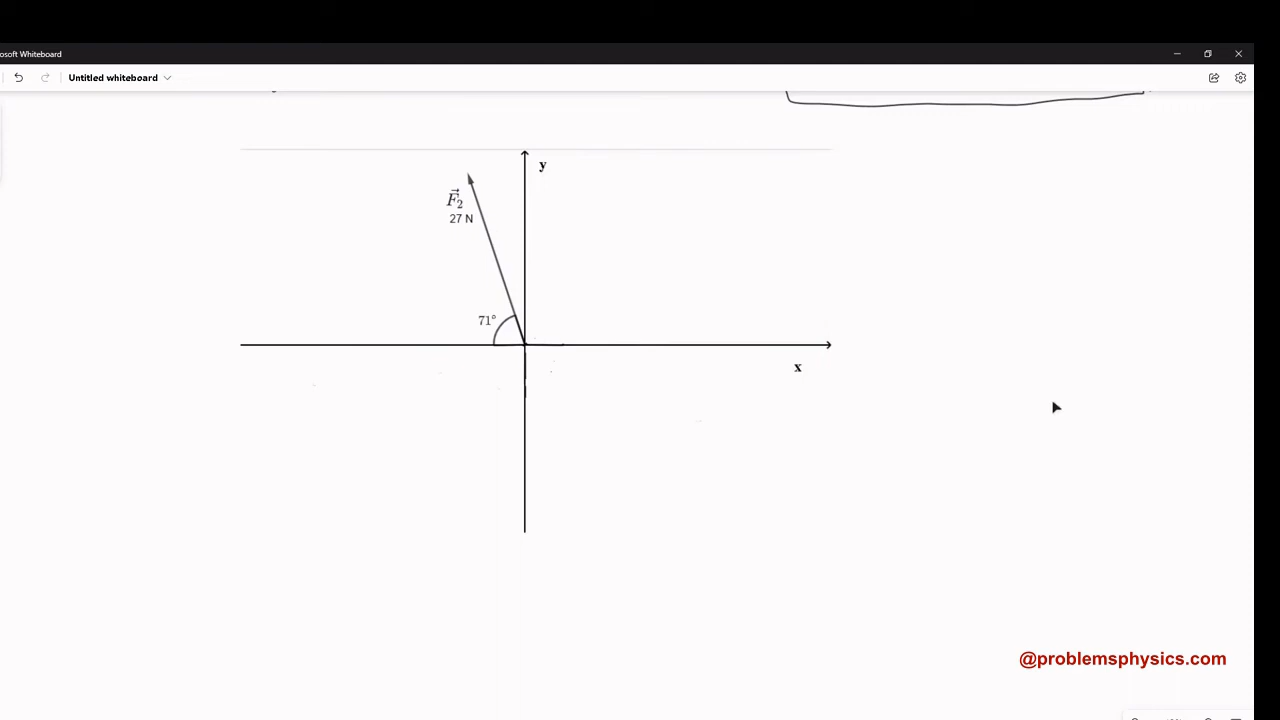 osoft Whiteboard
Untitled whiteboard
y
F⃗₂
27 N
71°
x
@problemsphysics.com